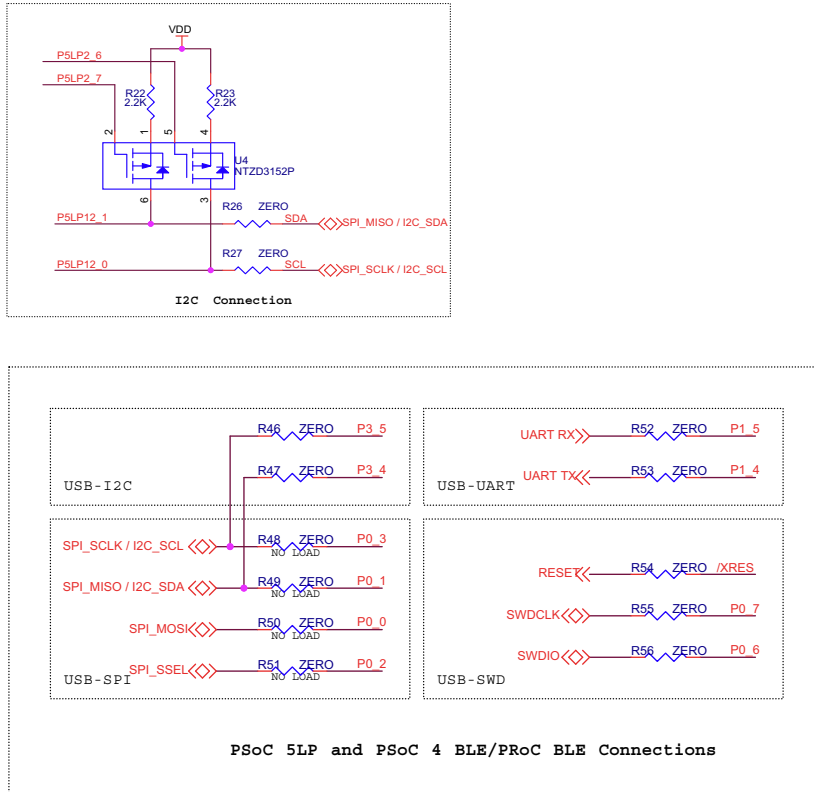 VDD
P5LP2_6
P5LP2_7
R22
2.2K
R23
2.2K
2
1
5
4
U4
NTZD3152P
6
3
R26 ZERO
P5LP12_1
SDA
SPI_MISO / I2C_SDA
R27 ZERO
P5LP12_0
SCL
SPI_SCLK / I2C_SCL
I2C Connection
R46 ZERO P3_5
R47 ZERO P3_4
USB-I2C
R52 ZERO P1_5
UART RX
R53 ZERO P1_4
UART TX
USB-UART
SPI_SCLK / I2C_SCL
R48 ZERO P0_3
NO LOAD
SPI_MISO / I2C_SDA
R49 ZERO P0_1
NO LOAD
SPI_MOSI
R50 ZERO P0_0
NO LOAD
SPI_SSEL
R51 ZERO P0_2
NO LOAD
USB-SPI
RESET
R54 ZERO /XRES
SWDCLK
R55 ZERO P0_7
SWDIO
R56 ZERO P0_6
USB-SWD
PSoC 5LP and PSoC 4 BLE/PRoC BLE Connections